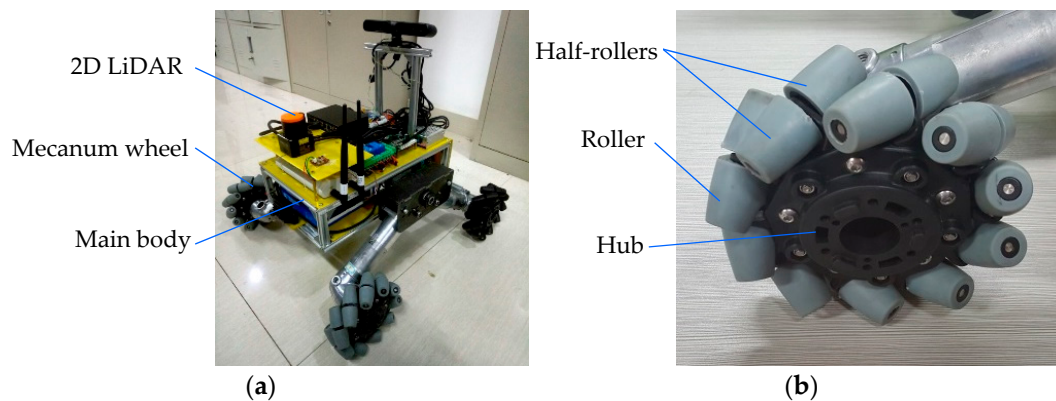 2D LiDAR
Mecanum wheel
Main body
(a)
Half-rollers
Roller
Hub
(b)